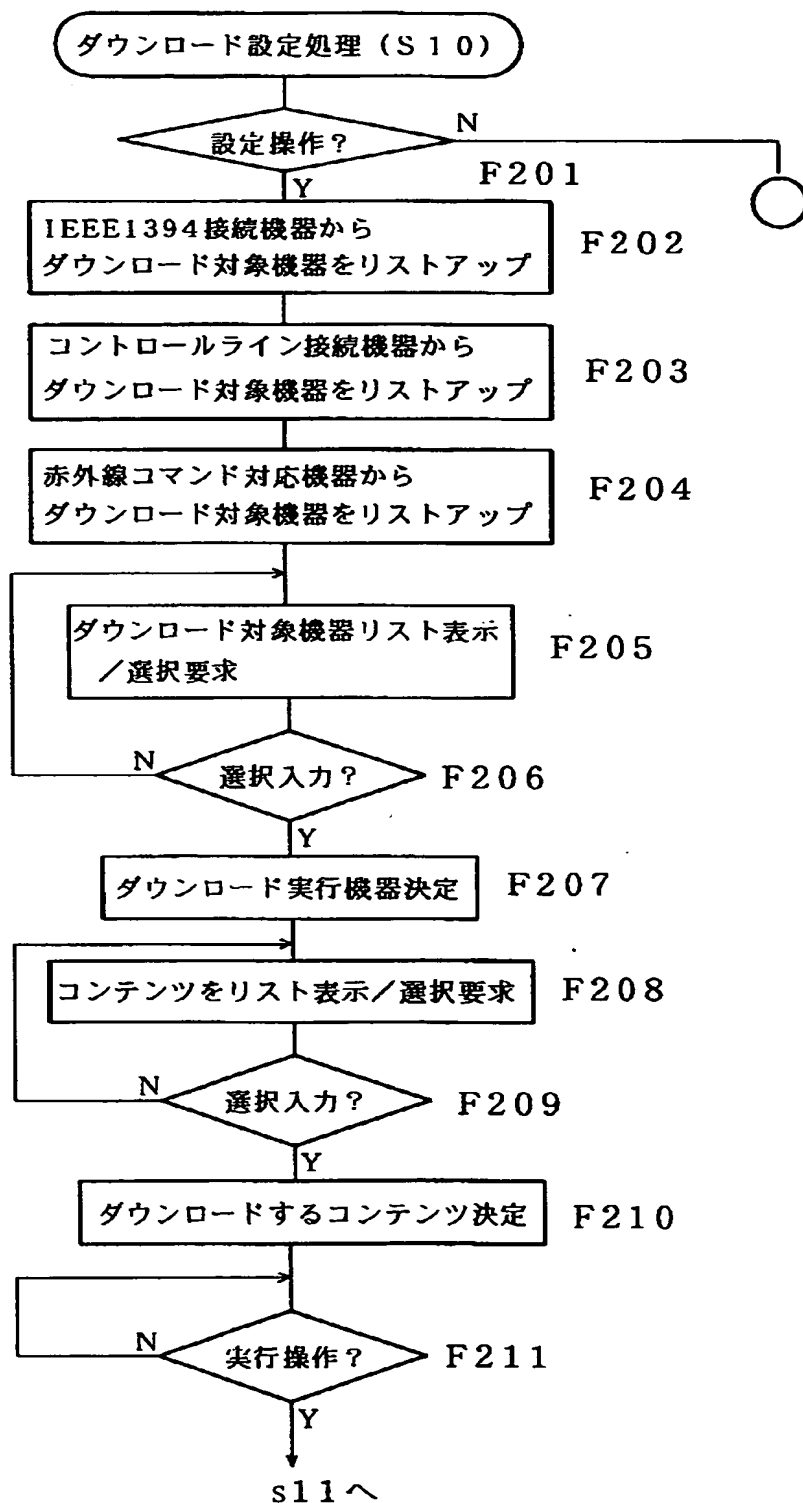 ダウンロード設定処理（S10）
設定操作？
N
Y
F201
IEEE1394接続機器から
ダウンロード対象機器をリストアップ
F202
コントロールライン接続機器から
ダウンロード対象機器をリストアップ
F203
赤外線コマンド対応機器から
ダウンロード対象機器をリストアップ
F204
ダウンロード対象機器リスト表示
／選択要求
F205
N
選択入力？
F206
Y
ダウンロード実行機器決定
F207
コンテンツをリスト表示／選択要求
F208
N
選択入力？
F209
Y
ダウンロードするコンテンツ決定
F210
N
実行操作？
F211
Y
s11へ